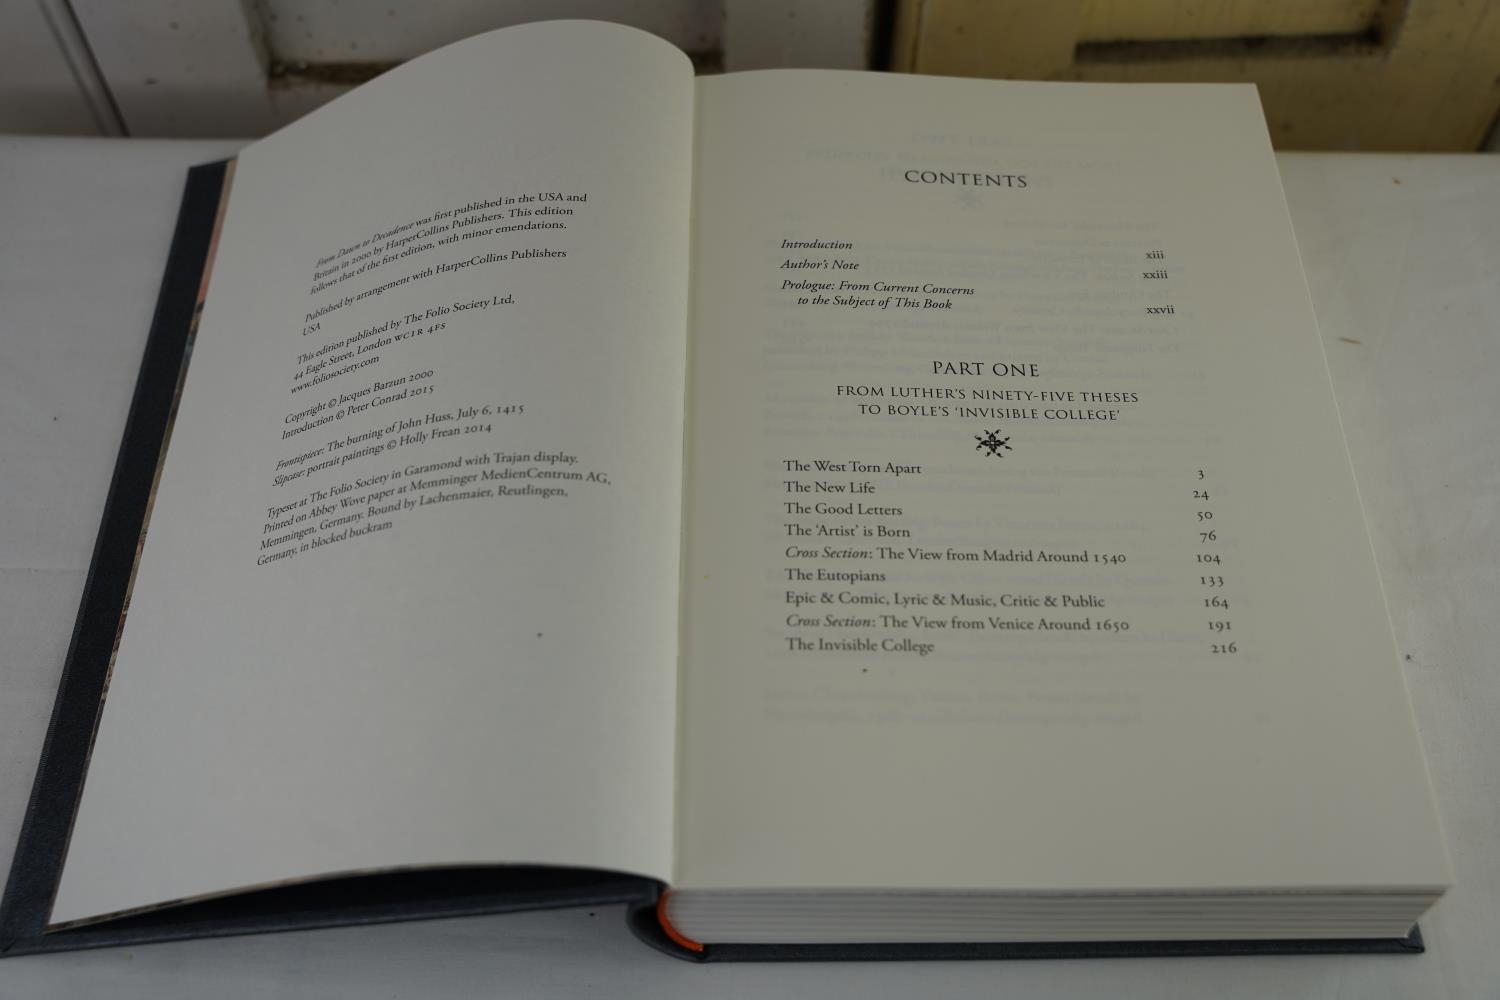 From Dawn to Decadence was first published in the USA and
Britain in 2000 by HarperCollins Publishers. This edition
follows that of the first edition, with minor emendations.
Published by arrangement with HarperCollins Publishers
USA
This edition published by The Folio Society Ltd,
44 Eagle Street, London WC1R 4FS
www.foliosociety.com
Copyright © Jacques Barzun 2000
Introduction © Peter Conrad 2015
Frontispiece: The burning of John Huss, July 6, 1415
Slipcase: portrait paintings © Holly Frean 2014
Typeset at The Folio Society in Garamond with Trajan display.
Printed on Abbey Wove paper at Memminger MedienCentrum AG,
Memmingen, Germany. Bound by Lachenmaier, Reutlingen,
Germany, in blocked buckram
CONTENTS
Introduction xiii
Author's Note xxiii
Prologue: From Current Concerns
to the Subject of This Book xxvii
PART ONE
FROM LUTHER'S NINETY-FIVE THESES
TO BOYLE'S 'INVISIBLE COLLEGE'
The West Torn Apart 3
The New Life 24
The Good Letters 50
The 'Artist' is Born 76
Cross Section: The View from Madrid Around 1540 104
The Eutopians 133
Epic & Comic, Lyric & Music, Critic & Public 164
Cross Section: The View from Venice Around 1650 191
The Invisible College 216